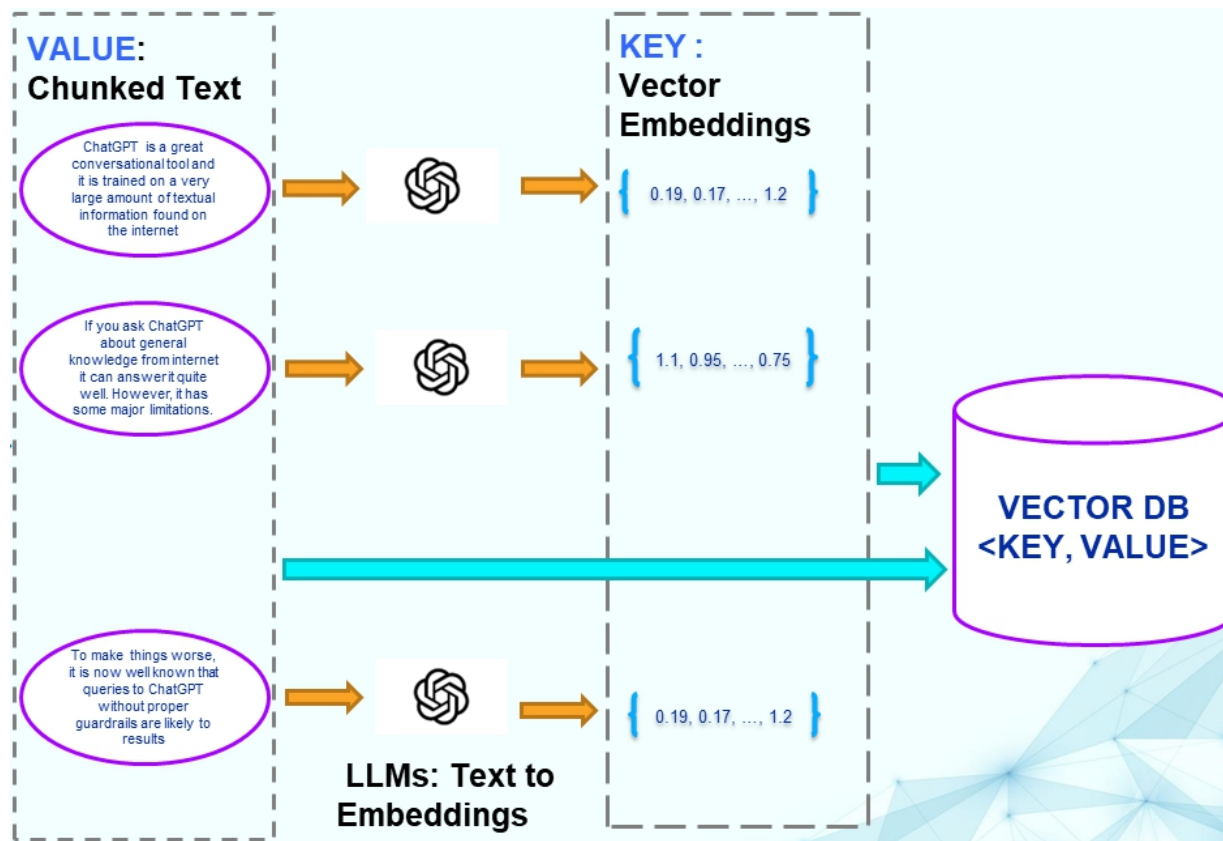 VALUE:
Chunked Text
ChatGPT is a great
conversational tool and
it is trained on a very
large amount of textual
information found on
the internet
If you ask ChatGPT
about general
knowledge from internet
it can answer it quite
well. However, it has
some major limitations.
To make things worse,
it is now well known that
queries to ChatGPT
without proper
guardrails are likely to
results
LLMs: Text to
Embeddings
KEY :
Vector
Embeddings
{ 0.19, 0.17, ..., 1.2 }
{ 1.1, 0.95, ..., 0.75 }
{ 0.19, 0.17, ..., 1.2 }
VECTOR DB
<KEY, VALUE>